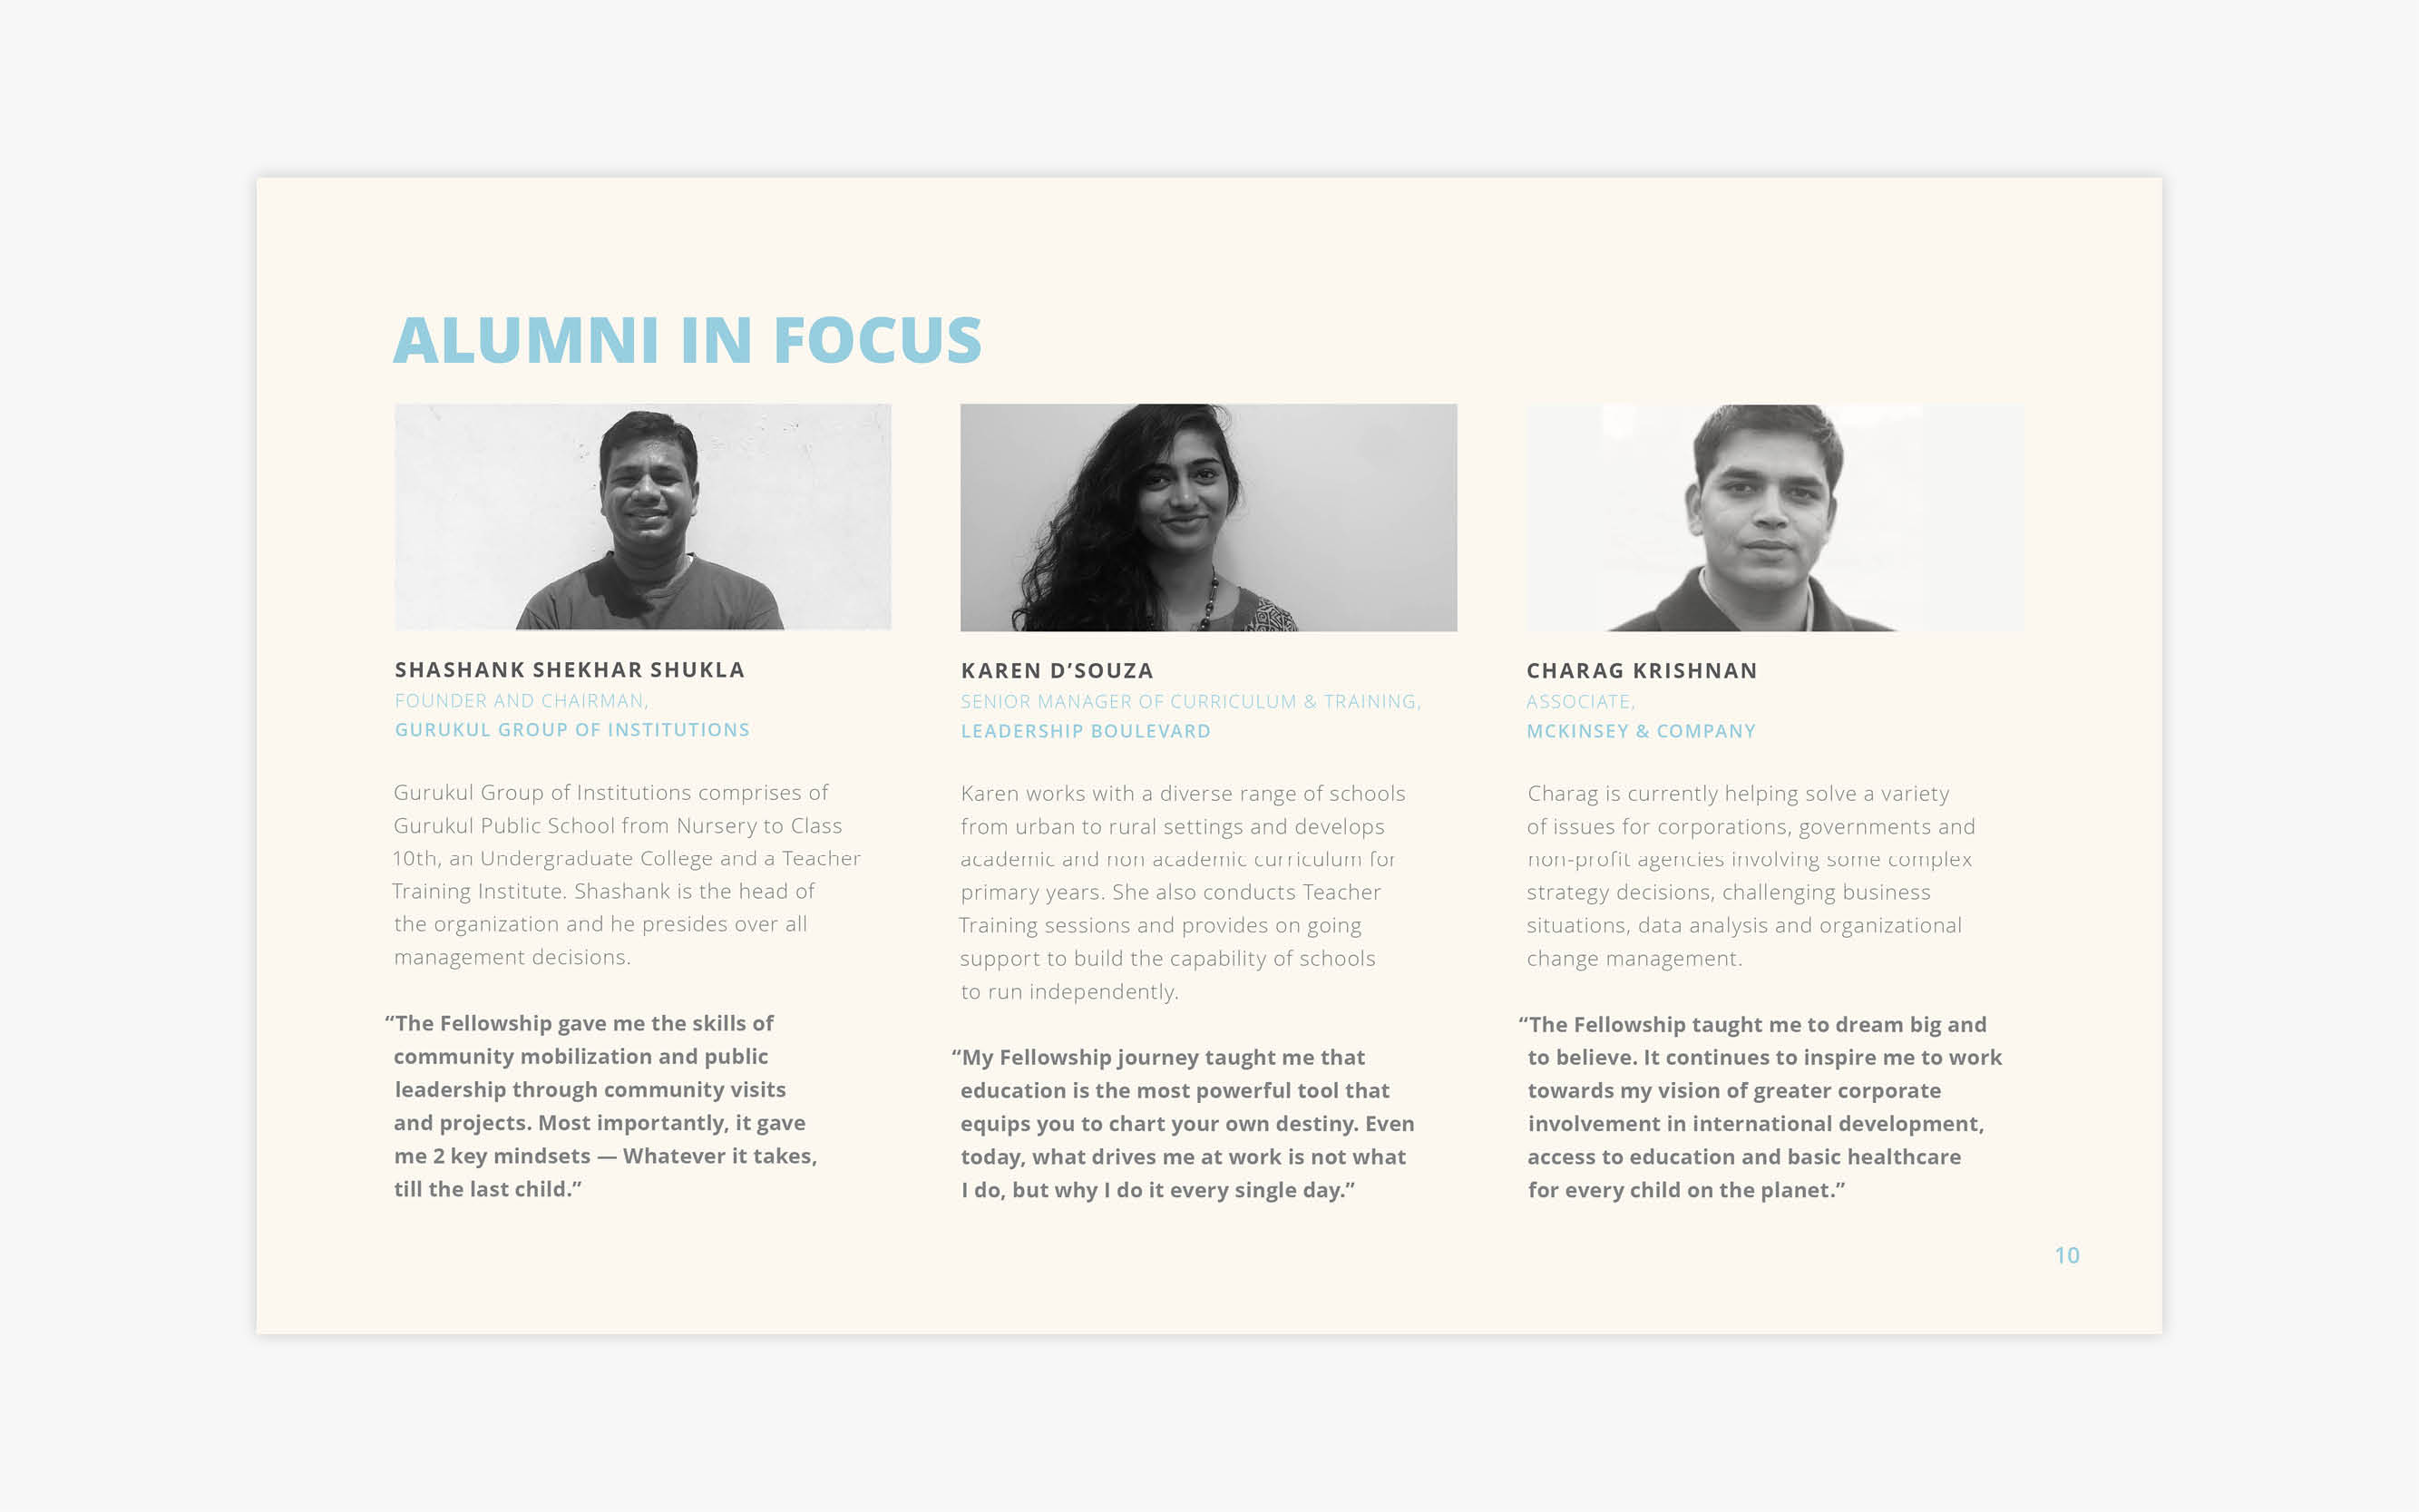 ALUMNI IN FOCUS
SHASHANK SHEKHAR SHUKLA
FOUNDER AND CHAIRMAN,
GURUKUL GROUP OF INSTITUTIONS
Gurukul Group of Institutions comprises of
Gurukul Public School from Nursery to Class
10th, an Undergraduate College and a Teacher
Training Institute. Shashank is the head of
the organization and he presides over all
management decisions.
“The Fellowship gave me the skills of
community mobilization and public
leadership through community visits
and projects. Most importantly, it gave
me 2 key mindsets — Whatever it takes,
till the last child.”
KAREN D’SOUZA
SENIOR MANAGER OF CURRICULUM & TRAINING,
LEADERSHIP BOULEVARD
Karen works with a diverse range of schools
from urban to rural settings and develops
academic and non academic curriculum for
primary years. She also conducts Teacher
Training sessions and provides on going
support to build the capability of schools
to run independently.
“My Fellowship journey taught me that
education is the most powerful tool that
equips you to chart your own destiny. Even
today, what drives me at work is not what
I do, but why I do it every single day.”
CHARAG KRISHNAN
ASSOCIATE,
MCKINSEY & COMPANY
Charag is currently helping solve a variety
of issues for corporations, governments and
non-profit agencies involving some complex
strategy decisions, challenging business
situations, data analysis and organizational
change management.
“The Fellowship taught me to dream big and
to believe. It continues to inspire me to work
towards my vision of greater corporate
involvement in international development,
access to education and basic healthcare
for every child on the planet.”
10